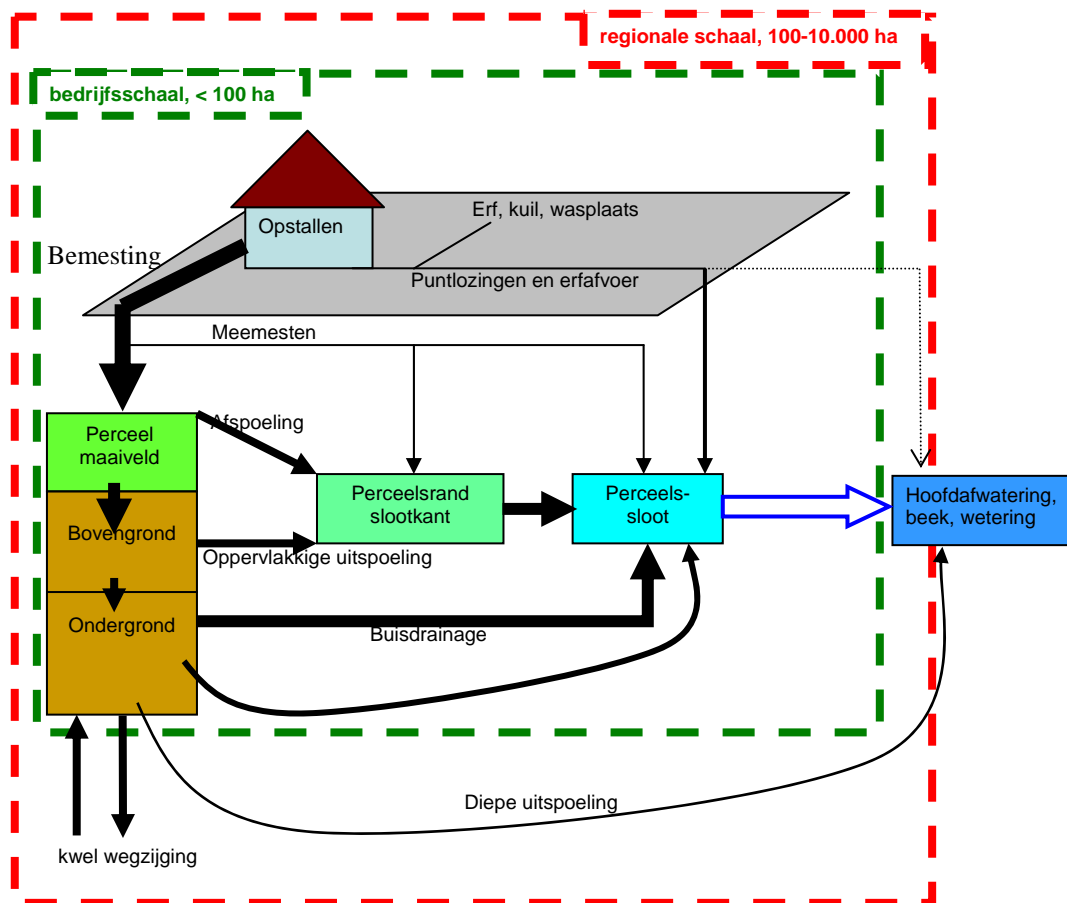 regionale schaal, 100-10.000 ha
bedrijfsschaal, < 100 ha
Erf, kuil, wasplaats
Opstallen
Bemesting
Puntlozingen en erfafvoer
Meemesten
Afspoeling
Perceel
maaiveld
Perceelsrand
slootkant
Perceels-
sloot
Hoofdafwatering,
beek, wetering
Bovengrond
Oppervlakkige uitspoeling
Ondergrond
Buisdrainage
Diepe uitspoeling
kwel wegzijging